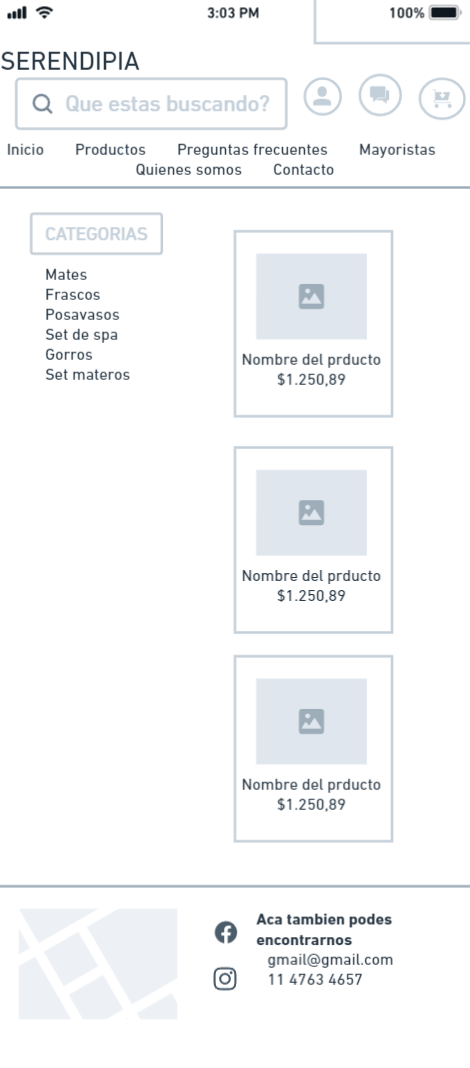 3:03 PM
100%
SERENDIPIA
Que estas buscando?
Inicio Productos Preguntas frecuentes Mayoristas
Quienes somos Contacto
CATEGORIAS
Mates
Frascos
Posavasos
Set de spa
Gorros
Set materos
Nombre del prducto
$1.250,89
Nombre del prducto
$1.250,89
Nombre del prducto
$1.250,89
Aca tambien podes
encontrarnos
gmail@gmail.com
11 4763 4657